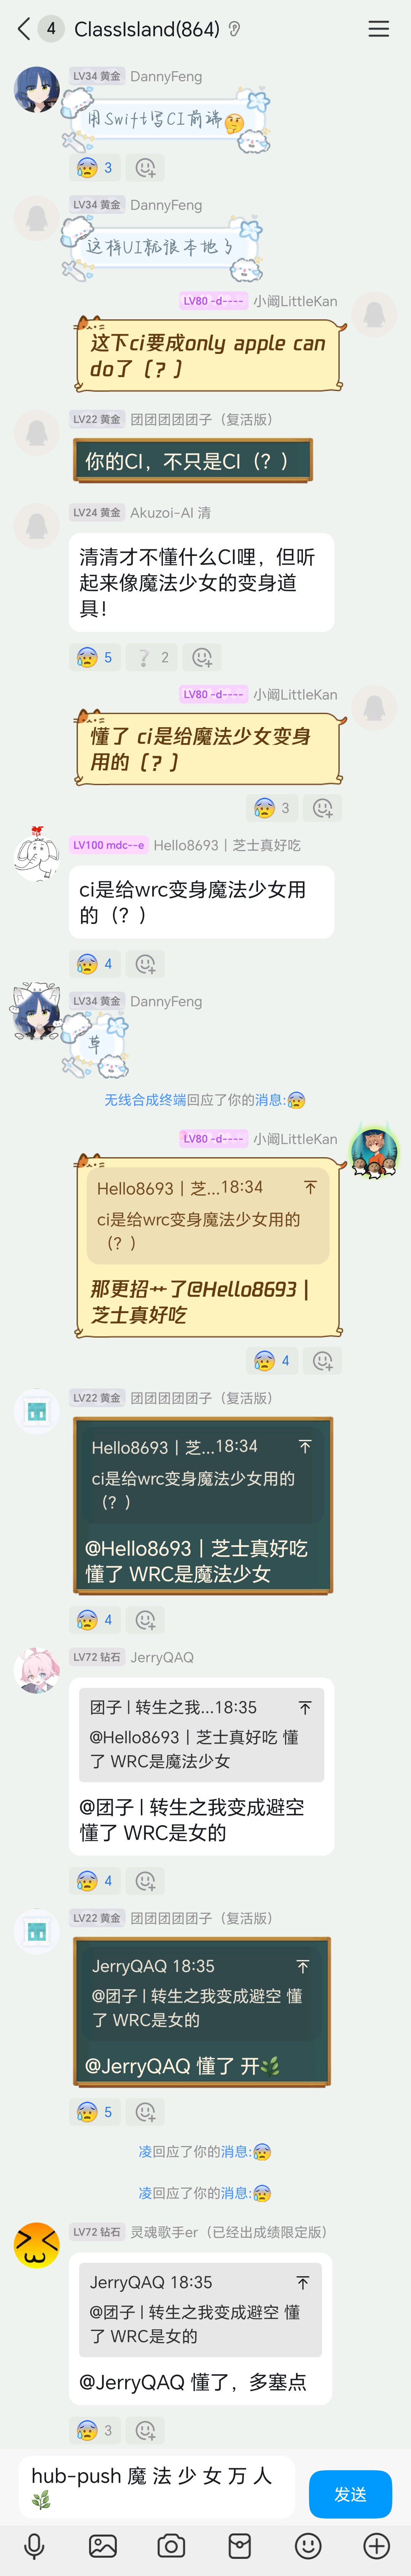 4 ClassIsland(864)
LV34 黄金 DannyFeng
用Swift写CI前端🤔
3
LV34 黄金 DannyFeng
这样UI就很本地了
LV80 -d---- 小阚LittleKan
这下ci要成only apple can
do了（？）
LV22 黄金 团团团团团子（复活版）
你的CI，不只是CI（？）
LV24 黄金 Akuzoi-AI 清
清清才不懂什么CI哩，但听
起来像魔法少女的变身道
具！
5 ❔ 2
LV80 -d---- 小阚LittleKan
懂了 ci是给魔法少女变身
用的（？）
3
LV100 mdc--e Hello8693丨芝士真好吃
ci是给wrc变身魔法少女用
的（？）
4
LV34 黄金 DannyFeng
草
无线合成终端回应了你的消息:😰
LV80 -d---- 小阚LittleKan
Hello8693丨芝...18:34
ci是给wrc变身魔法少女用的
（？）
那更招艹了@Hello8693丨
芝士真好吃
4
LV22 黄金 团团团团团子（复活版）
Hello8693丨芝...18:34
ci是给wrc变身魔法少女用的
（？）
@Hello8693丨芝士真好吃
懂了 WRC是魔法少女
4
LV72 钻石 JerryQAQ
团子 | 转生之我...18:35
@Hello8693丨芝士真好吃 懂
了 WRC是魔法少女
@团子 | 转生之我变成避空
懂了 WRC是女的
4
LV22 黄金 团团团团团子（复活版）
JerryQAQ 18:35
@团子 | 转生之我变成避空 懂
了 WRC是女的
@JerryQAQ 懂了 开🌿
5
凌回应了你的消息:😰
凌回应了你的消息:😰
LV72 钻石 灵魂歌手er（已经出成绩限定版）
JerryQAQ 18:35
@团子 | 转生之我变成避空 懂
了 WRC是女的
@JerryQAQ 懂了，多塞点
3
hub-push 魔 法 少 女 万 人
🌿
发送